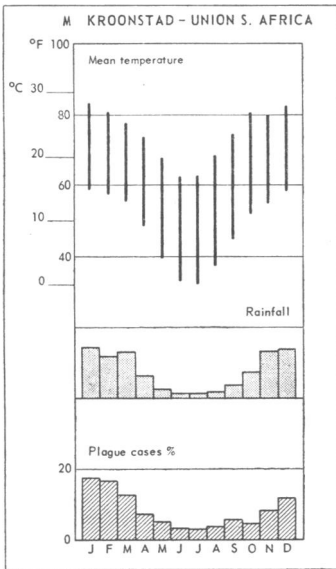 M KROONSTAD – UNION S. AFRICA
°F 100
Mean temperature
°C 30
80
20
60
10
40
0
Rainfall
Plague cases %
20
0
J F M A M J J A S O N D